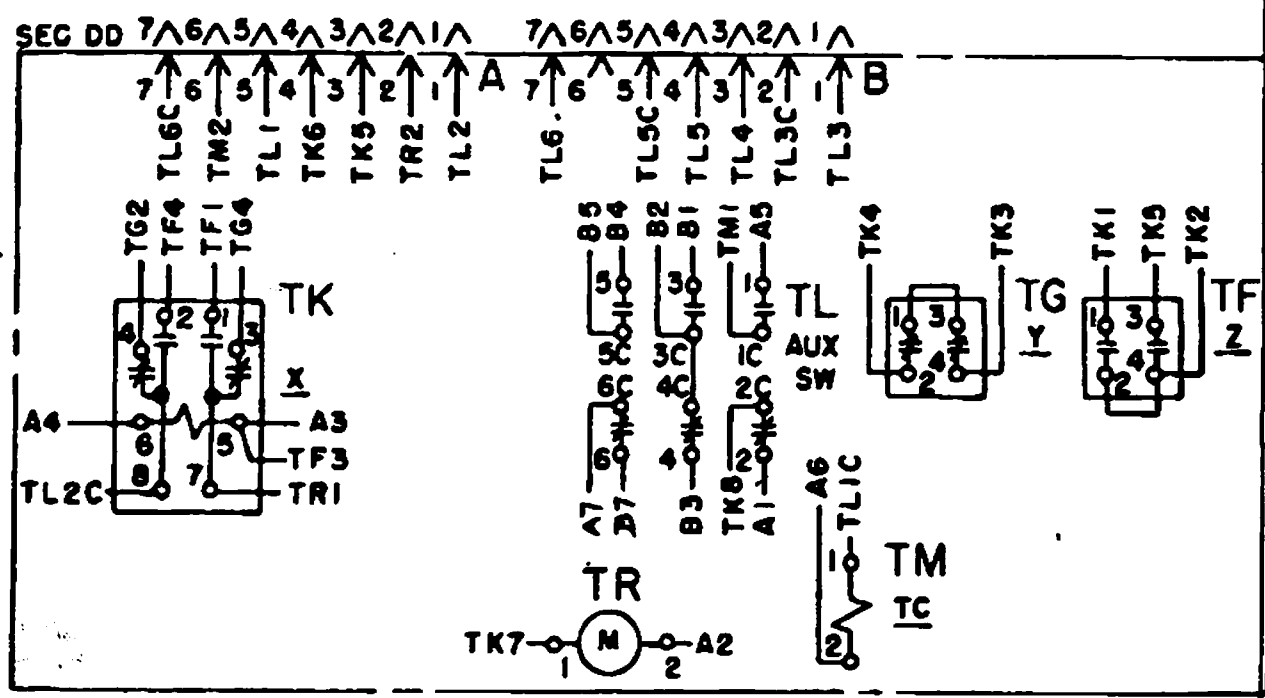 SEC DD 7 6 5 4 3 2 1 7 6 5 4 3 2 1
7 6 5 4 3 2 1 A 7 6 5 4 3 2 1 B
TL6C TM2 TL1 TK6 TK5 TR2 TL2 TL6. TL5C TL5 TL4 TL3C TL3
TG2 TF4 TF1 TG4 B5 B4 B2 B1 TM1 A5 TK4 TK3 TK1 TK5 TK2
TK 5 3 1 TL TG TF
4 2 1 3 1 3 Y 1 3 Z
5C 3C 1C AUX
X 6C 4C 2C SW 2 4 2 4
A4 6 5 A3
TF3 6 4 2
TL2C 8 7 TR1
A7 B7 B3 TK8 A1 A6 TL1C
TR 1 TM
TC
TK7 1 M 2 A2 2